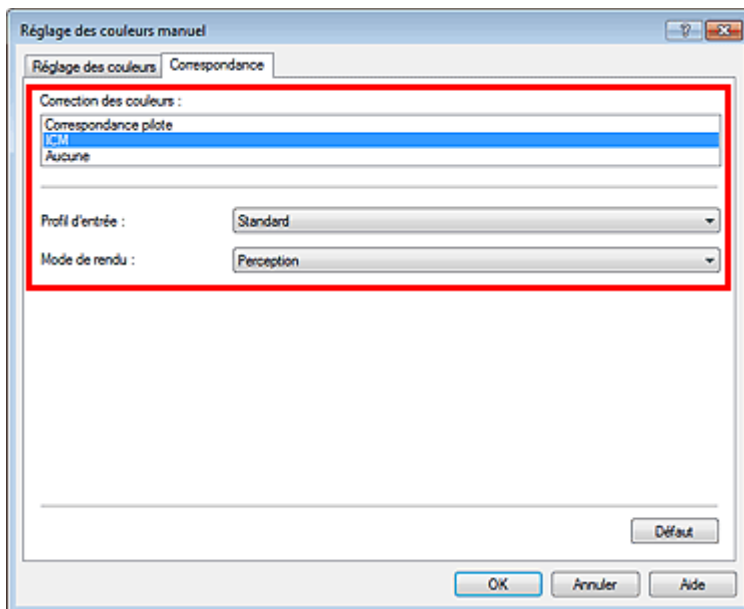 Réglage des couleurs manuel
Réglage des couleurs Correspondance
Correction des couleurs :
Correspondance pilote
ICM
Aucune
Profil d'entrée : Standard
Mode de rendu : Perception
Défaut
OK Annuler Aide